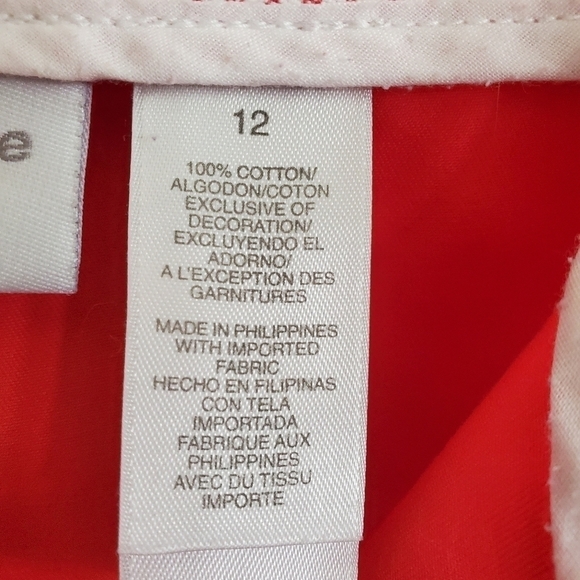 e
12
100% COTTON/
ALGODON/COTON
EXCLUSIVE OF
DECORATION/
EXCLUYENDO EL
ADORNO/
A L'EXCEPTION DES
GARNITURES
MADE IN PHILIPPINES
WITH IMPORTED
FABRIC
HECHO EN FILIPINAS
CON TELA
IMPORTADA
FABRIQUE AUX
PHILIPPINES
AVEC DU TISSU
IMPORTE